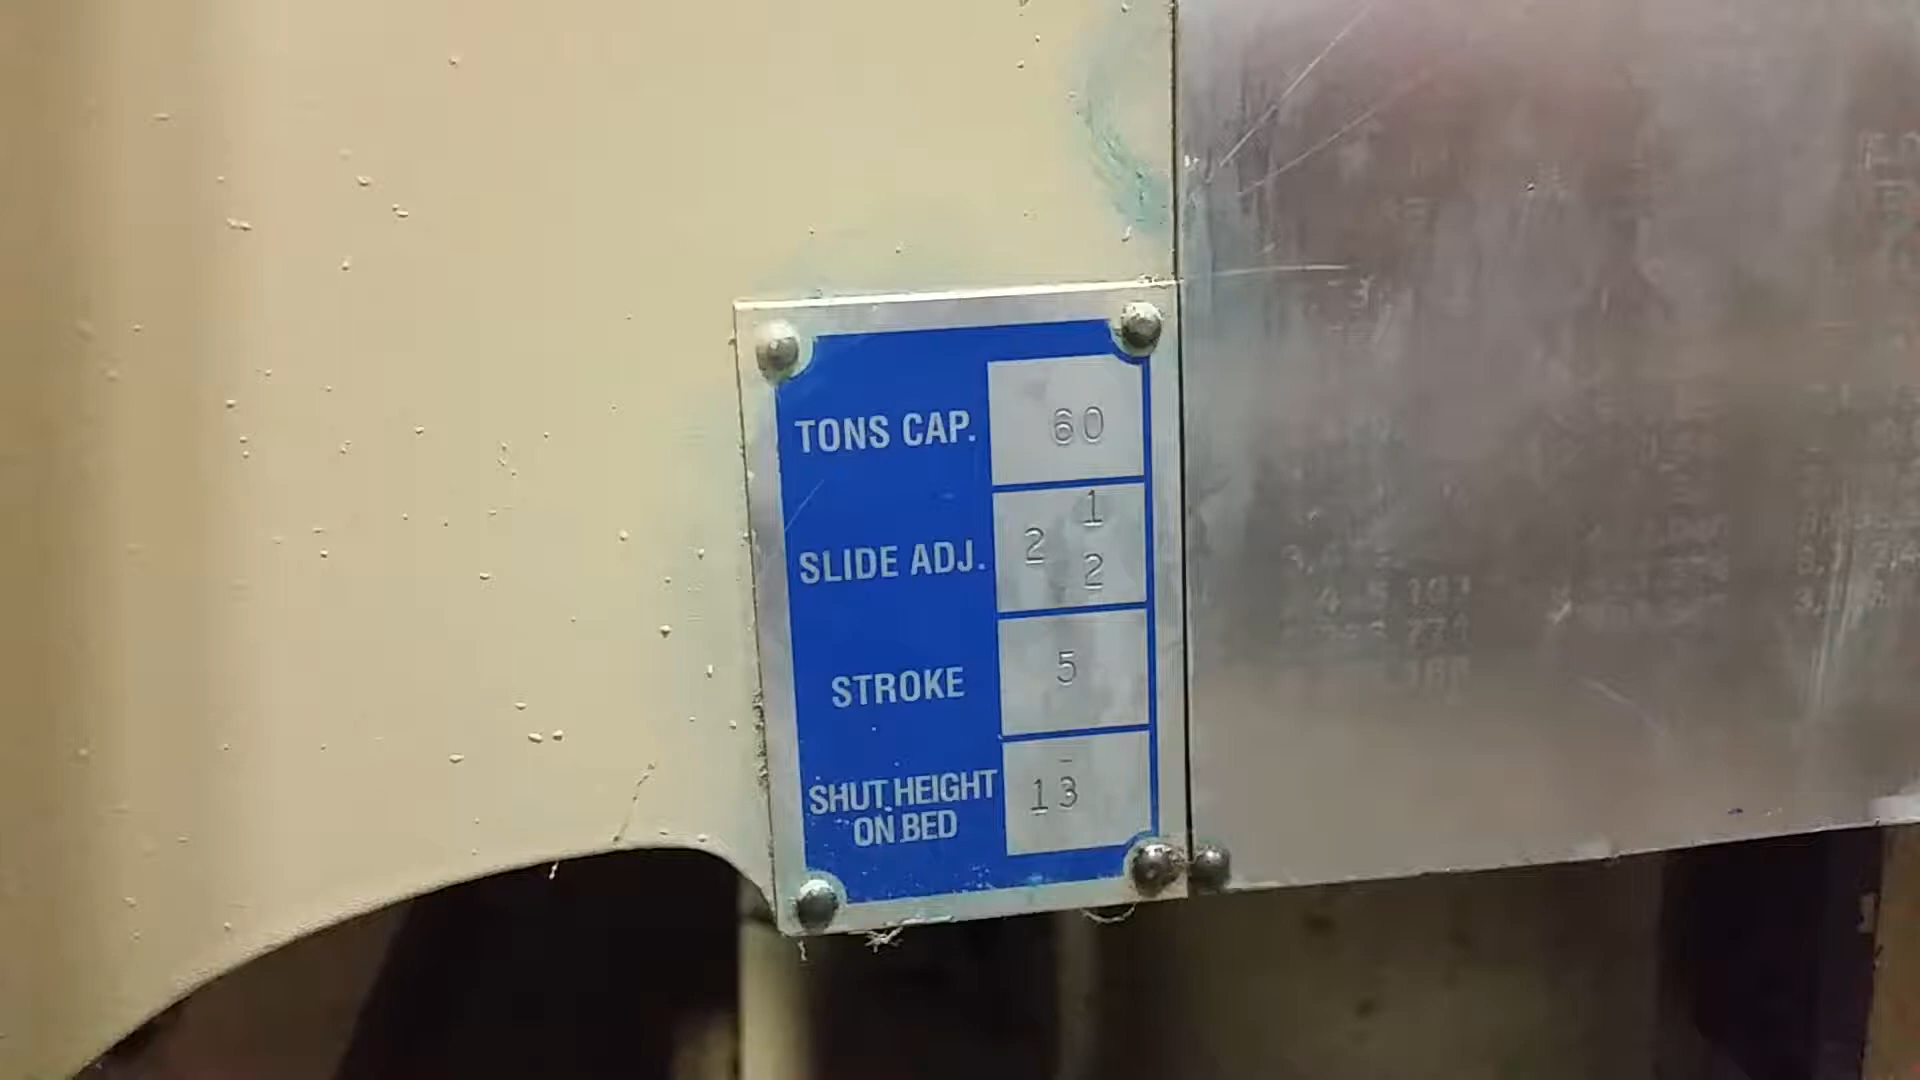 TONS CAP. 60
SLIDE ADJ. 2 1/2
STROKE 5
SHUT HEIGHT 13
ON BED